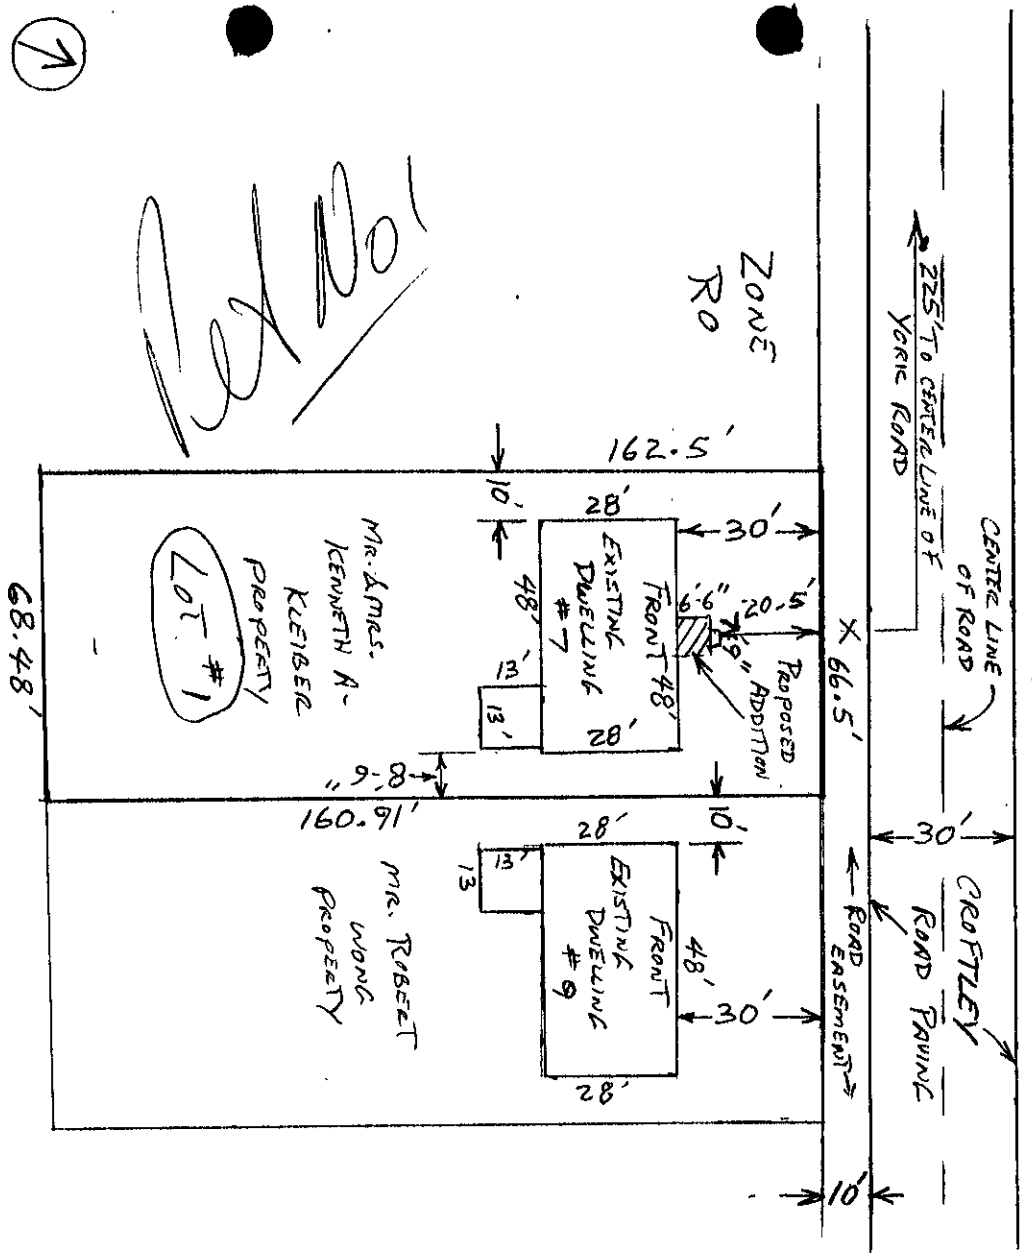 CENTER LINE
OF ROAD
225' TO CENTER LINE OF
YORK ROAD
30'
CROFTLEY
ROAD PAVING
← ROAD
EASEMENT →
10'
ZONE
RO
Pet No 1
X 66.5'
162.5'
10'
28'
30'
6'-6"
20.5'
PROPOSED
ADDITION
FRONT 48'
EXISTING
DWELLING
#7
48'
28'
13'
13'
8'-6"
MR. & MRS.
KENNETH A.
KLEIBER
PROPERTY
LOT #1
68.48'
160.91'
10'
28'
48'
30'
FRONT
EXISTING
DWELLING
#9
28'
13'
13
MR. ROBERT
WONG
PROPERTY